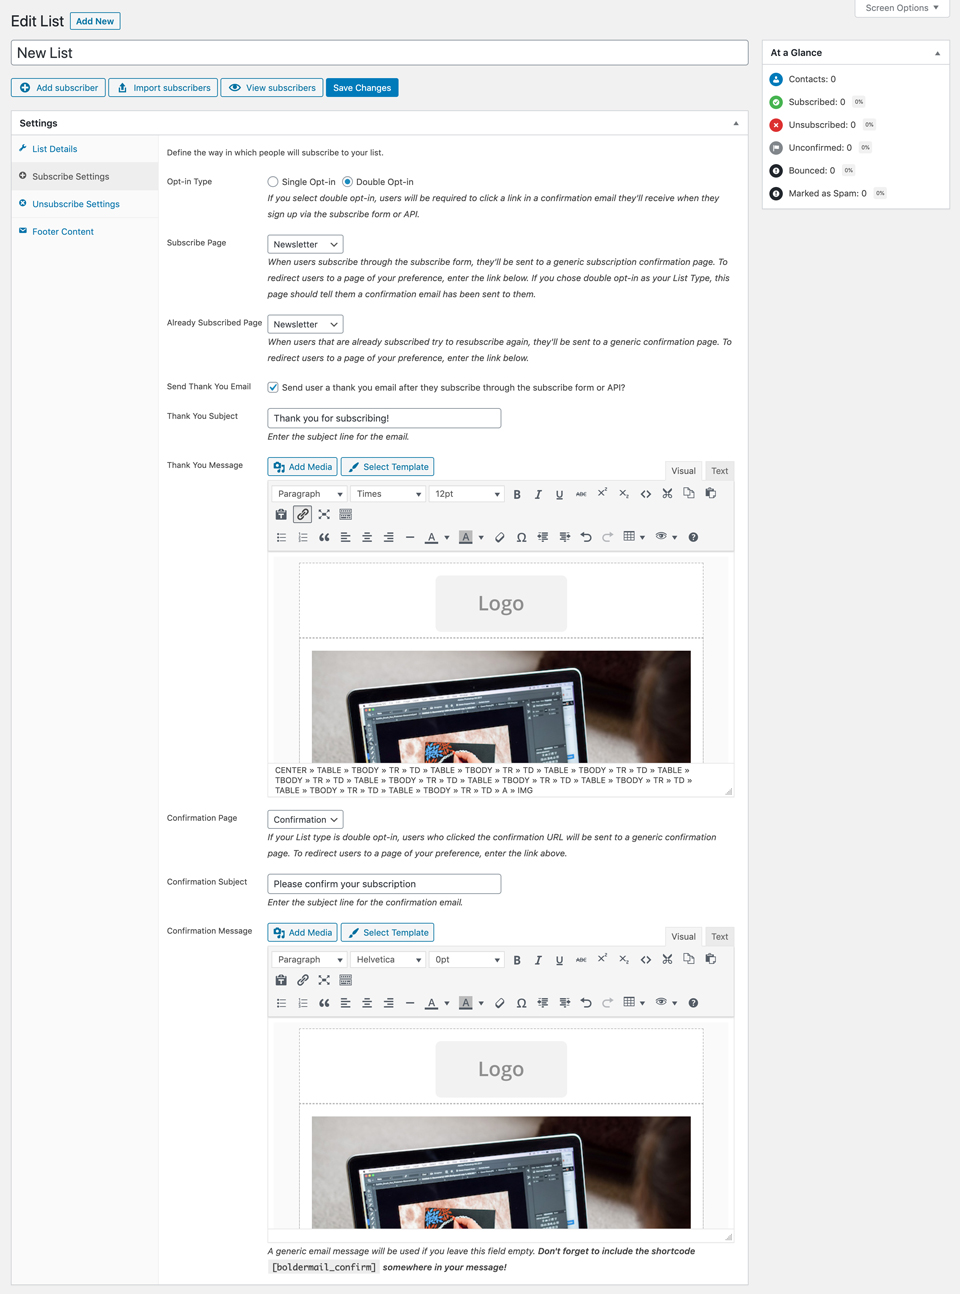 Screen Options
Edit List
Add New
New List
Add subscriber
Import subscribers
View subscribers
Save Changes
At a Glance
Contacts: 0
Subscribed: 0 0%
Unsubscribed: 0 0%
Unconfirmed: 0 0%
Bounced: 0 0%
Marked as Spam: 0 0%
Settings
List Details
Subscribe Settings
Unsubscribe Settings
Footer Content
Define the way in which people will subscribe to your list.
Opt-in Type
Single Opt-in
Double Opt-in
If you select double opt-in, users will be required to click a link in a confirmation email they'll receive when they
sign up via the subscribe form or API.
Subscribe Page
Newsletter
When users subscribe through the subscribe form, they'll be sent to a generic subscription confirmation page. To
redirect users to a page of your preference, enter the link below. If you chose double opt-in as your List Type, this
page should tell them a confirmation email has been sent to them.
Already Subscribed Page
Newsletter
When users that are already subscribed try to resubscribe again, they'll be sent to a generic confirmation page. To
redirect users to a page of your preference, enter the link below.
Send Thank You Email
Send user a thank you email after they subscribe through the subscribe form or API?
Thank You Subject
Thank you for subscribing!
Enter the subject line for the email.
Thank You Message
Add Media
Select Template
Visual
Text
Paragraph
Times
12pt
B I U ABC X² X₂
A A Ω
Logo
CENTER » TABLE » TBODY » TR » TD » TABLE » TBODY » TR » TD » TABLE » TBODY » TR » TD » TABLE »
TBODY » TR » TD » TABLE » TBODY » TR » TD » TABLE » TBODY » TR » TD » TABLE » TBODY » TR » TD »
TABLE » TBODY » TR » TD » TABLE » TBODY » TR » TD » A » IMG
Confirmation Page
Confirmation
If your List type is double opt-in, users who clicked the confirmation URL will be sent to a generic confirmation
page. To redirect users to a page of your preference, enter the link above.
Confirmation Subject
Please confirm your subscription
Enter the subject line for the confirmation email.
Confirmation Message
Add Media
Select Template
Visual
Text
Paragraph
Helvetica
0pt
B I U ABC X² X₂
A A Ω
Logo
A generic email message will be used if you leave this field empty. Don't forget to include the shortcode
[boldermail_confirm] somewhere in your message!